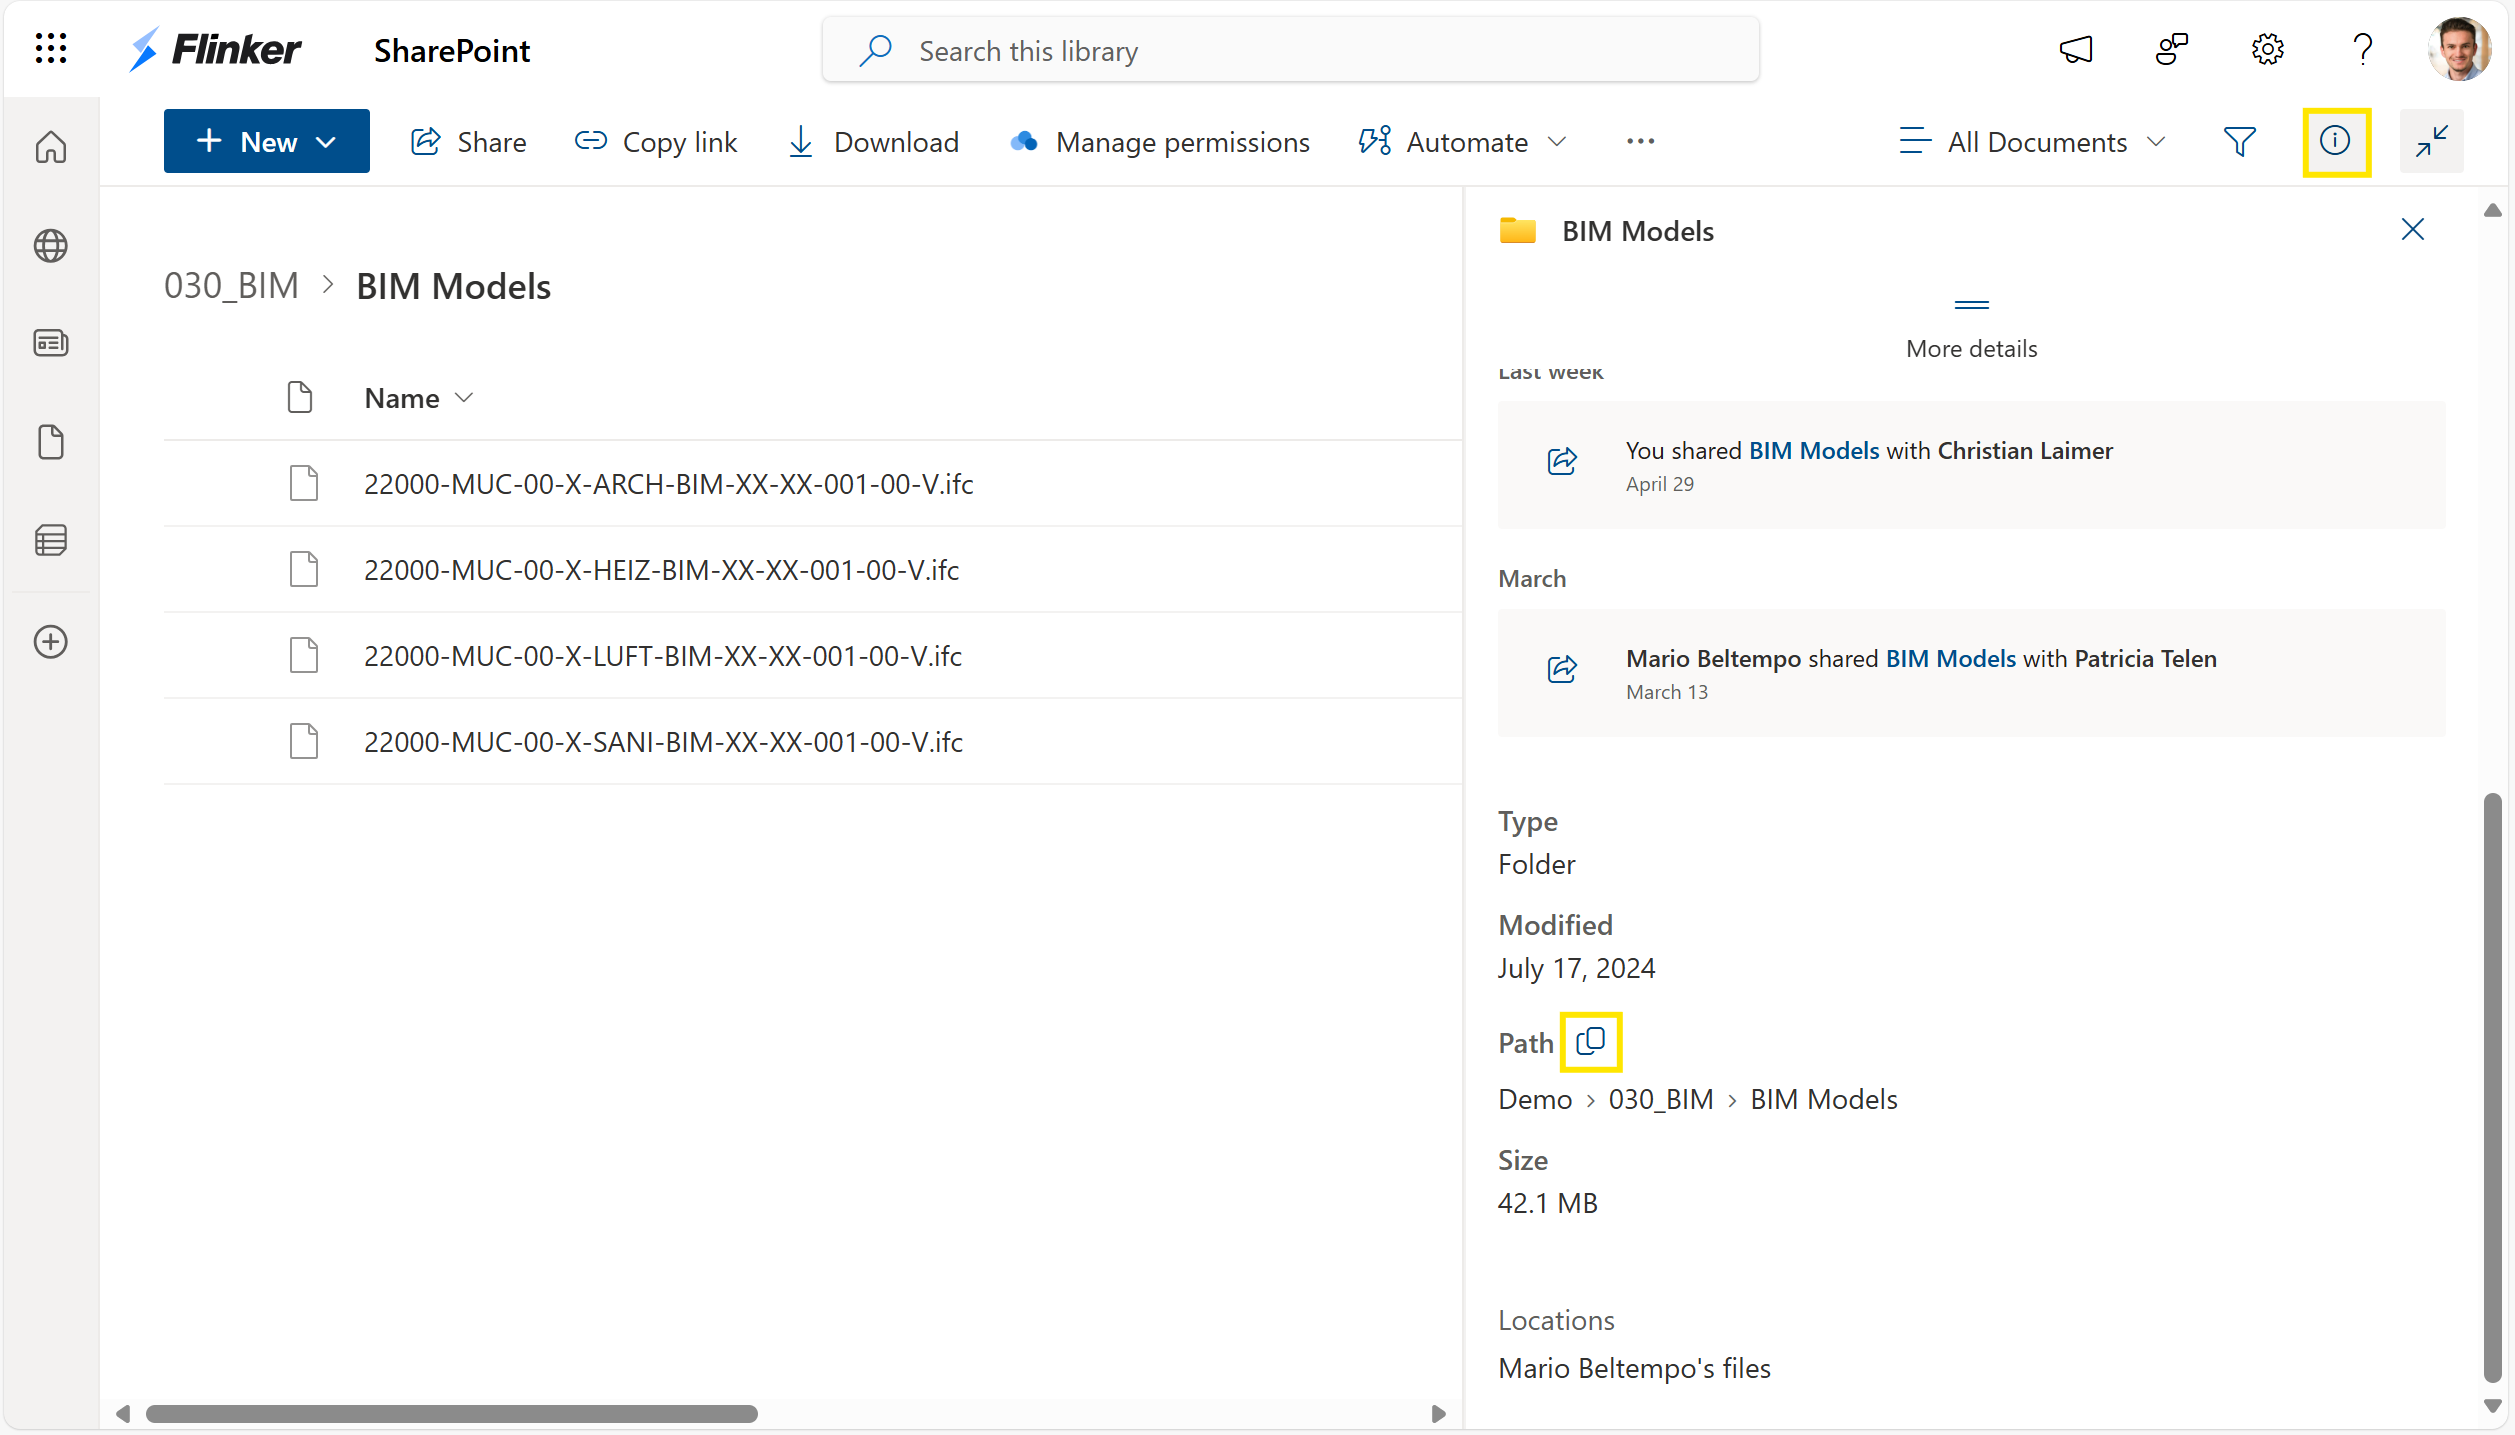 Flinker
SharePoint
Search this library
New
Share
Copy link
Download
Manage permissions
Automate
All Documents
030_BIM > BIM Models
Name
22000-MUC-00-X-ARCH-BIM-XX-XX-001-00-V.ifc
22000-MUC-00-X-HEIZ-BIM-XX-XX-001-00-V.ifc
22000-MUC-00-X-LUFT-BIM-XX-XX-001-00-V.ifc
22000-MUC-00-X-SANI-BIM-XX-XX-001-00-V.ifc
BIM Models
More details
Last week
You shared BIM Models with Christian Laimer
April 29
March
Mario Beltempo shared BIM Models with Patricia Telen
March 13
Type
Folder
Modified
July 17, 2024
Path
Demo > 030_BIM > BIM Models
Size
42.1 MB
Locations
Mario Beltempo's files